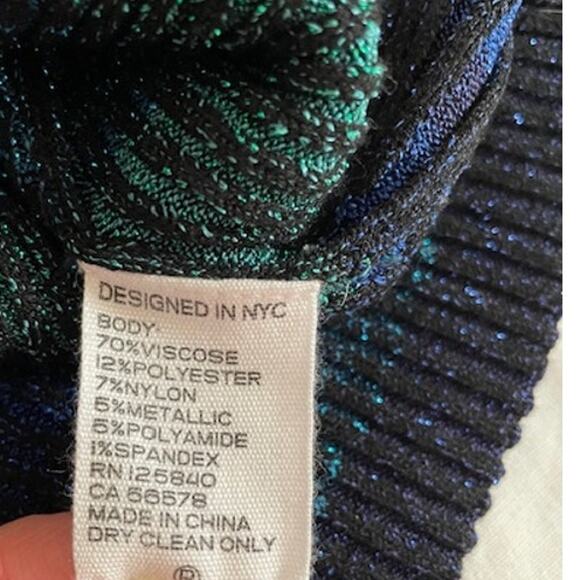 DESIGNED IN NYC
BODY:
70%VISCOSE
12%POLYESTER
7%NYLON
5%METALLIC
5%POLYAMIDE
1%SPANDEX
RN 125840
CA 56578
MADE IN CHINA
DRY CLEAN ONLY
®